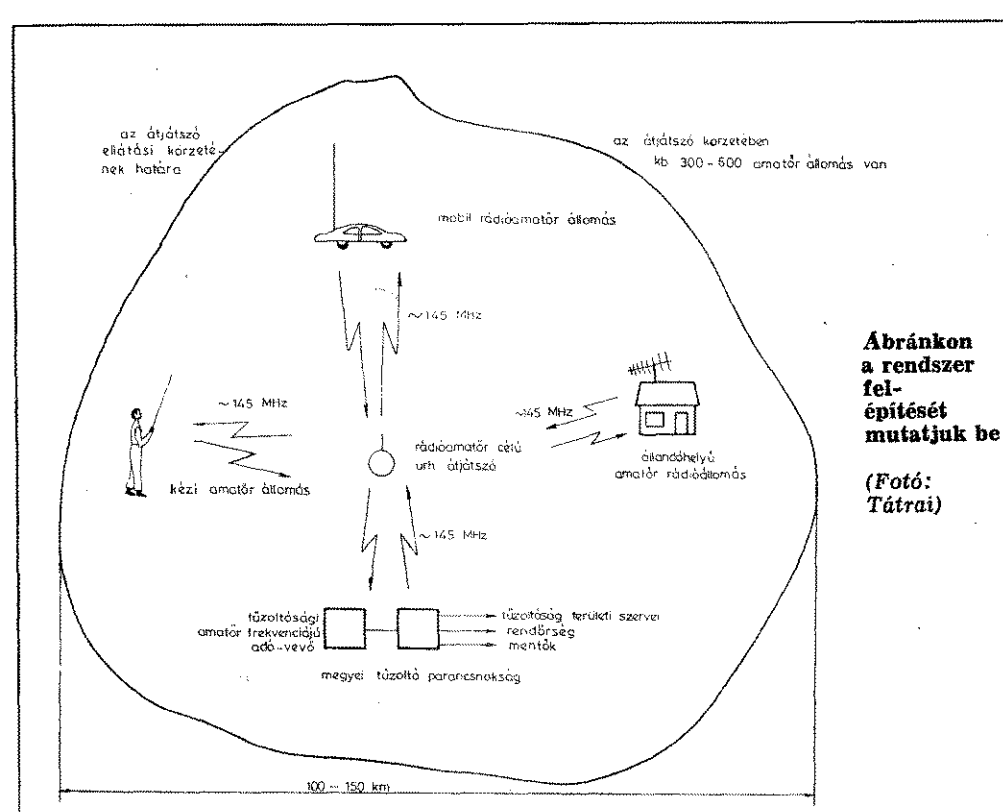 az átjátszó
ellátási körzeté-
nek határa
az átjátszó körzetében
kb 300-600 amatőr állomás van
mobil rádióamatőr állomás
~145 MHz
~145 MHz
~145 MHz
rádióamatőr célú
urh átjátszó
kézi amatőr állomás
állandóhelyű
amatőr rádióállomás
~145 MHz
tűzoltósági
amatőr frekvenciájú
adó-vevő
tűzoltóság területi szervei
rendőrség
mentők
megyei tűzoltó parancsnokság
100-150 km
Ábránkon
a rendszer
fel-
építését
mutatjuk be
(Fotó:
Tátrai)